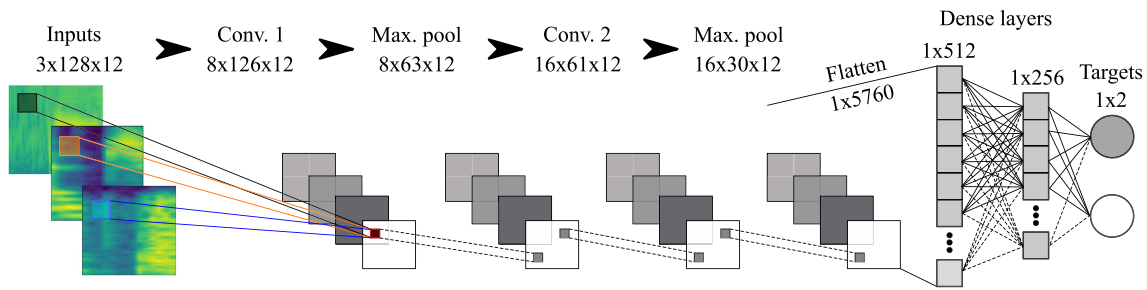 Inputs
3x128x12
Conv. 1
8x126x12
Max. pool
8x63x12
Conv. 2
16x61x12
Max. pool
16x30x12
Flatten
1x5760
Dense layers
1x512
1x256
Targets
1x2